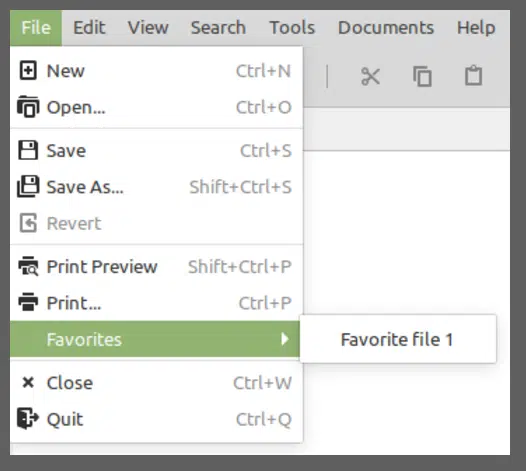 File Edit View Search Tools Documents Help
New Ctrl+N
Open... Ctrl+O
Save Ctrl+S
Save As... Shift+Ctrl+S
Revert
Print Preview Shift+Ctrl+P
Print... Ctrl+P
Favorites Favorite file 1
Close Ctrl+W
Quit Ctrl+Q